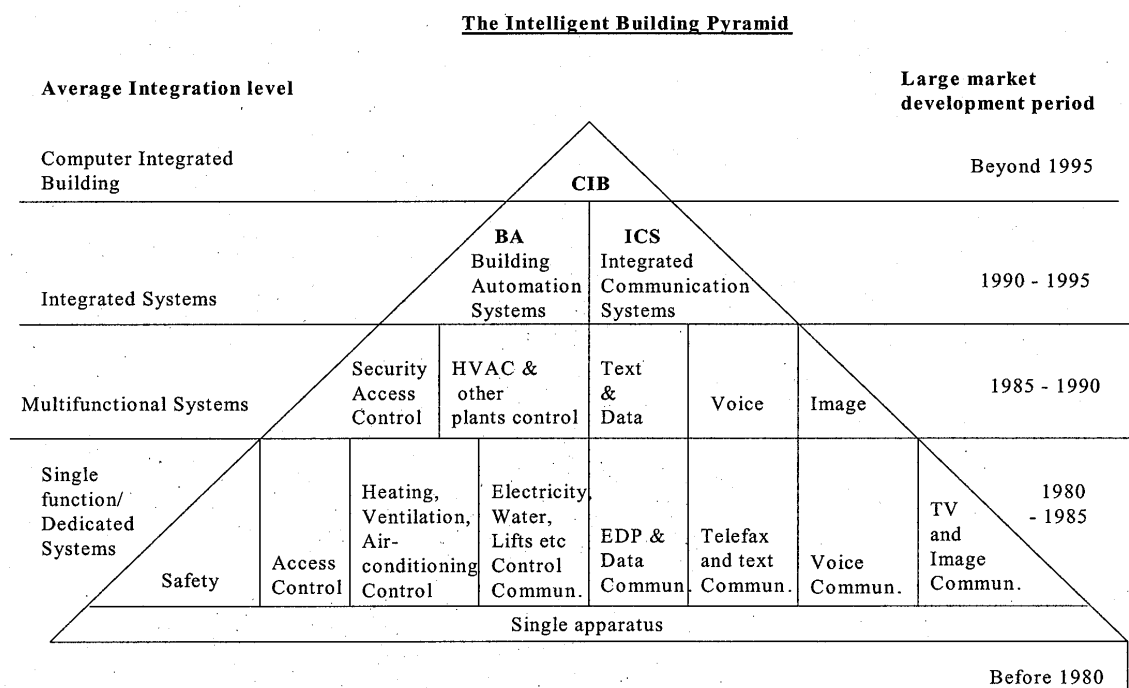 The Intelligent Building Pyramid
Average Integration level
Large market
development period
Computer Integrated
Building
CIB
Beyond 1995
Integrated Systems
BA
Building
Automation
Systems
ICS
Integrated
Communication
Systems
1990 - 1995
Multifunctional Systems
Security
Access
Control
HVAC &
other
plants control
Text
&
Data
Voice
Image
1985 - 1990
Single
function/
Dedicated
Systems
Safety
Access
Control
Heating,
Ventilation,
Air-
conditioning
Control
Electricity,
Water,
Lifts etc
Control
Commun.
EDP &
Data
Commun.
Telefax
and text
Commun.
Voice
Commun.
TV
and
Image
Commun.
1980
- 1985
Single apparatus
Before 1980